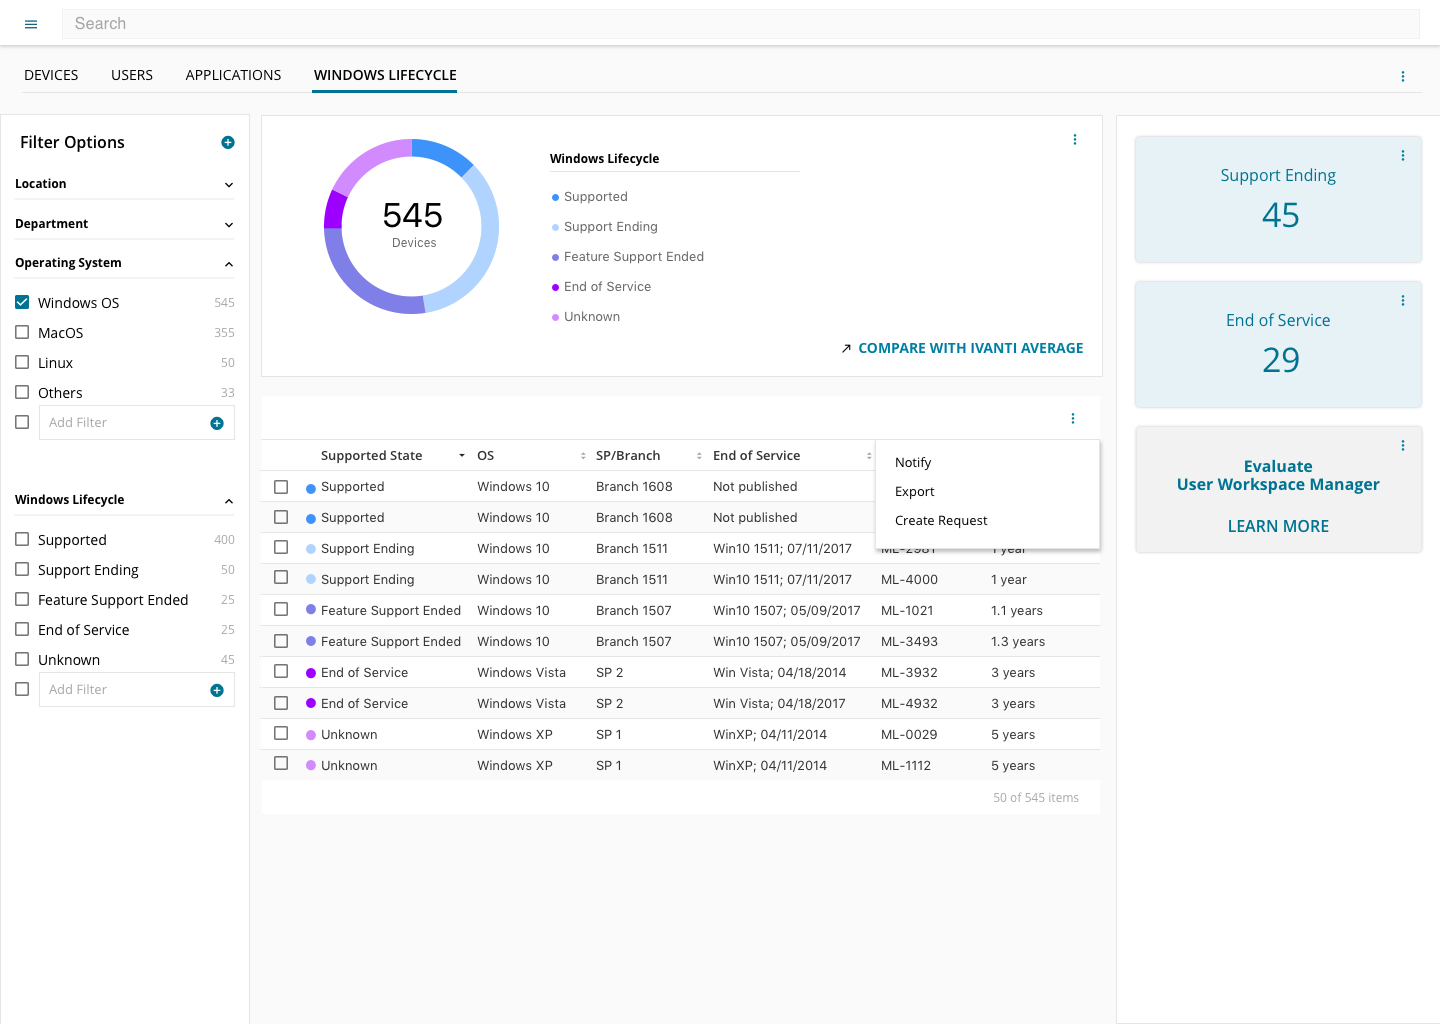 Search
DEVICES USERS APPLICATIONS WINDOWS LIFECYCLE
Filter Options
Location
Department
Operating System
Windows OS 545
MacOS 355
Linux 50
Others 33
Add Filter
Windows Lifecycle
Supported 400
Support Ending 50
Feature Support Ended 25
End of Service 25
Unknown 45
Add Filter
545
Devices
Windows Lifecycle
Supported
Support Ending
Feature Support Ended
End of Service
Unknown
COMPARE WITH IVANTI AVERAGE
Supported State OS SP/Branch End of Service
Supported Windows 10 Branch 1608 Not published
Supported Windows 10 Branch 1608 Not published
Support Ending Windows 10 Branch 1511 Win10 1511; 07/11/2017 ML-2981 1 year
Support Ending Windows 10 Branch 1511 Win10 1511; 07/11/2017 ML-4000 1 year
Feature Support Ended Windows 10 Branch 1507 Win10 1507; 05/09/2017 ML-1021 1.1 years
Feature Support Ended Windows 10 Branch 1507 Win10 1507; 05/09/2017 ML-3493 1.3 years
End of Service Windows Vista SP 2 Win Vista; 04/18/2014 ML-3932 3 years
End of Service Windows Vista SP 2 Win Vista; 04/18/2017 ML-4932 3 years
Unknown Windows XP SP 1 WinXP; 04/11/2014 ML-0029 5 years
Unknown Windows XP SP 1 WinXP; 04/11/2014 ML-1112 5 years
50 of 545 items
Notify
Export
Create Request
Support Ending
45
End of Service
29
Evaluate
User Workspace Manager
LEARN MORE